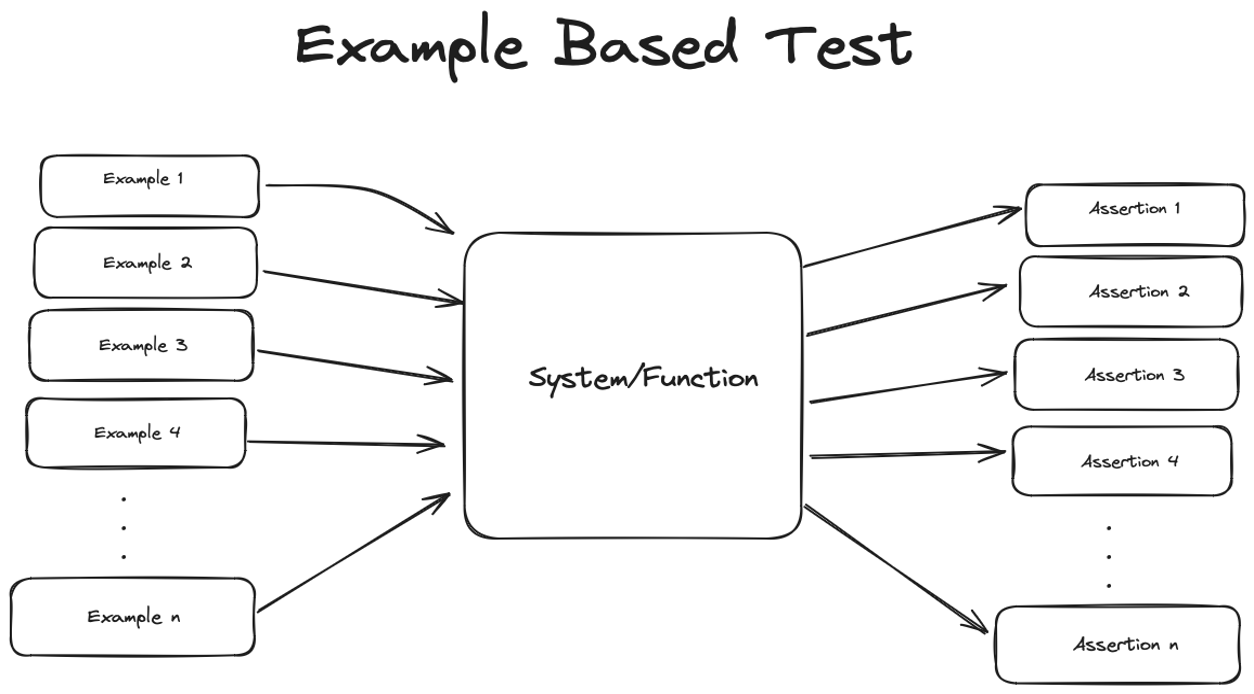 Example Based Test
Example 1
Example 2
Example 3
Example 4
.
.
.
Example n
System/Function
Assertion 1
Assertion 2
Assertion 3
Assertion 4
.
.
.
Assertion n